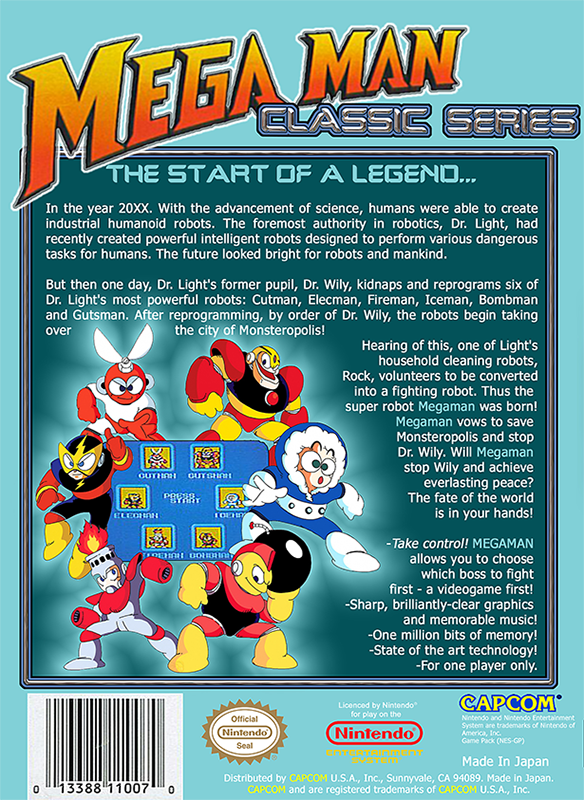 MEGA MAN
CLASSIC SERIES
THE START OF A LEGEND...
In the year 20XX. With the advancement of science, humans were able to create
industrial humanoid robots. The foremost authority in robotics, Dr. Light, had
recently created powerful intelligent robots designed to perform various dangerous
tasks for humans. The future looked bright for robots and mankind.
But then one day, Dr. Light's former pupil, Dr. Wily, kidnaps and reprograms six of
Dr. Light's most powerful robots: Cutman, Elecman, Fireman, Iceman, Bombman
and Gutsman. After reprogramming, by order of Dr. Wily, the robots begin taking
over the city of Monsteropolis!
Hearing of this, one of Light's
household cleaning robots,
Rock, volunteers to be converted
into a fighting robot. Thus the
super robot Megaman was born!
Megaman vows to save
Monsteropolis and stop
Dr. Wily. Will Megaman
stop Wily and achieve
everlasting peace?
The fate of the world
is in your hands!
CUTMAN GUTSMAN
PRESS
START
ELECMAN
BOMBMAN
-Take control! MEGAMAN
allows you to choose
which boss to fight
first - a videogame first!
-Sharp, brilliantly-clear graphics
and memorable music!
-One million bits of memory!
-State of the art technology!
-For one player only.
0 13388 11007 0
Official
Nintendo
Seal
Licenced by Nintendo®
for play on the
Nintendo®
ENTERTAINMENT
SYSTEM
CAPCOM®
Nintendo and Nintendo Entertainment
System are trademarks of Nintendo of
America, Inc.
Game Pack (NES-GP)
Made In Japan
Distributed by CAPCOM U.S.A., Inc., Sunnyvale, CA 94089. Made in Japan.
CAPCOM and are registered trademarks of CAPCOM U.S.A., Inc.